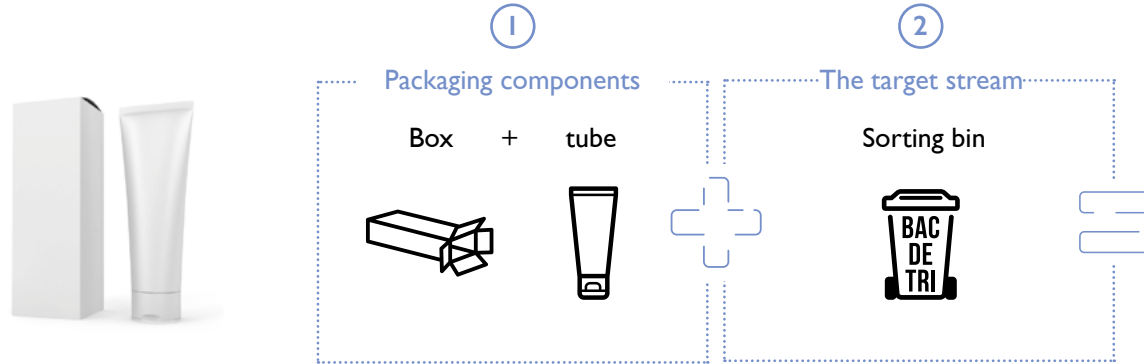 1 2
Packaging components The target stream
Box + tube Sorting bin
BAC
DE
TRI